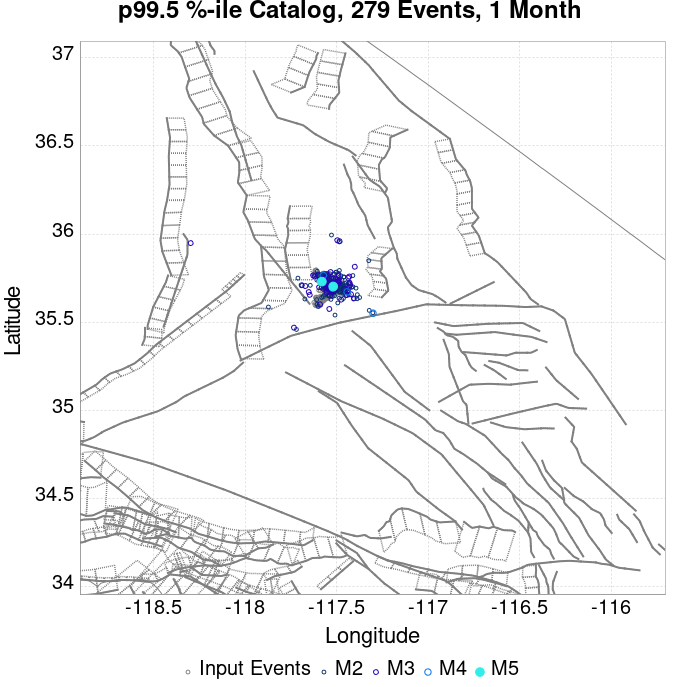 p99.5 %-ile Catalog, 279 Events, 1 Month
37
36.5
36
35.5
35
34.5
34
Latitude
-118.5 -118 -117.5 -117 -116.5 -116
Longitude
Input Events M2 M3 M4 M5